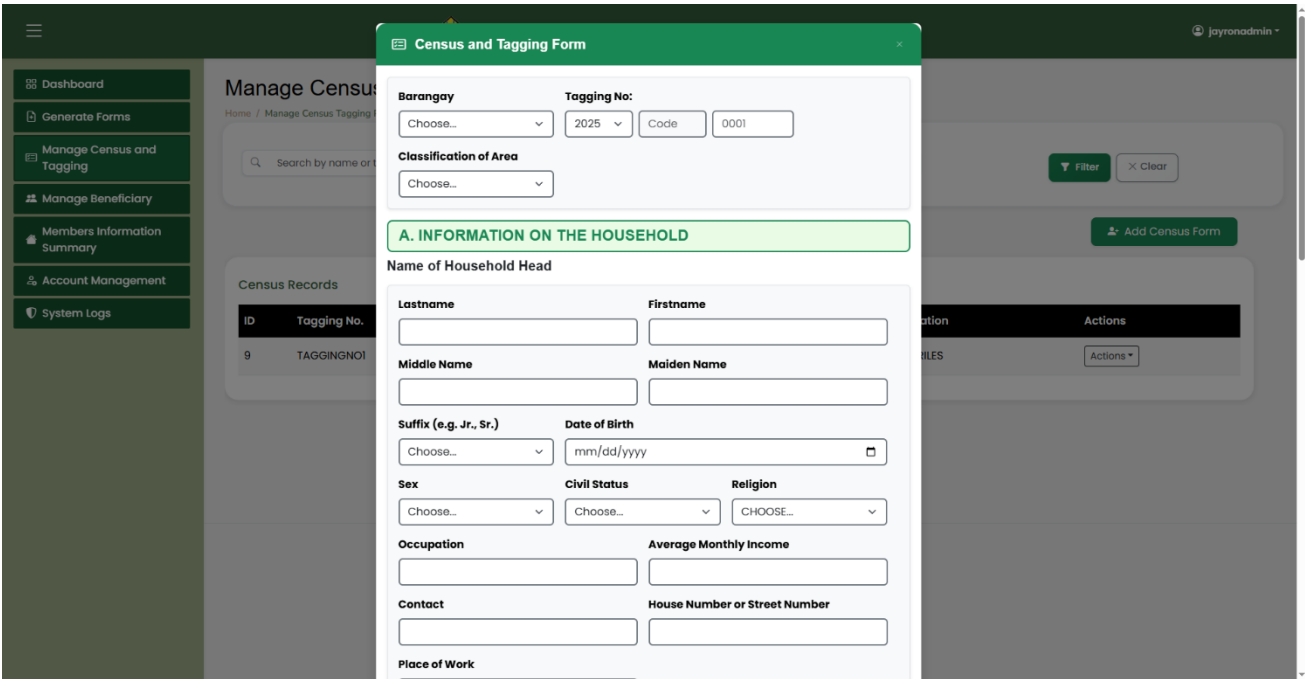 jayronadmin
Census and Tagging Form
×
Dashboard
Generate Forms
Manage Census and
Tagging
Manage Beneficiary
Members Information
Summary
Account Management
System Logs
Manage Census
Home / Manage Census Tagging
Search by name or t
Filter
× Clear
Add Census Form
Census Records
ID Tagging No. ation Actions
9 TAGGINGNO1 RILES Actions
Barangay Tagging No:
Choose... 2025 Code 0001
Classification of Area
Choose...
A. INFORMATION ON THE HOUSEHOLD
Name of Household Head
Lastname Firstname
Middle Name Maiden Name
Suffix (e.g. Jr., Sr.) Date of Birth
Choose... mm/dd/yyyy
Sex Civil Status Religion
Choose... Choose... CHOOSE...
Occupation Average Monthly Income
Contact House Number or Street Number
Place of Work